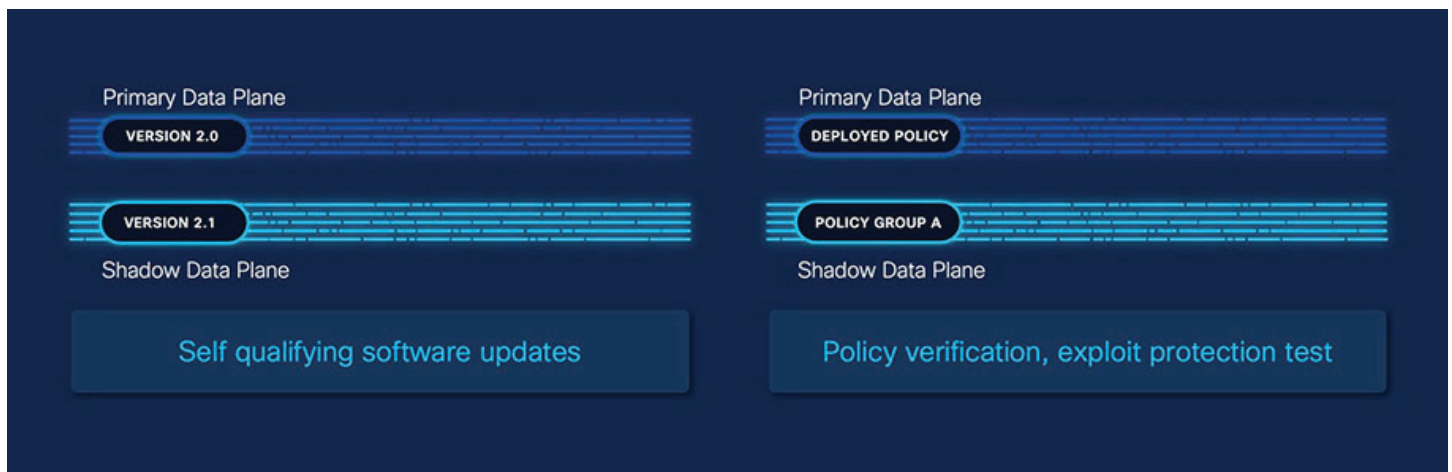 Primary Data Plane
VERSION 2.0
VERSION 2.1
Shadow Data Plane
Self qualifying software updates
Primary Data Plane
DEPLOYED POLICY
POLICY GROUP A
Shadow Data Plane
Policy verification, exploit protection test